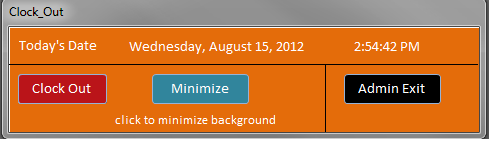 Clock_Out
Today's Date Wednesday, August 15, 2012 2:54:42 PM
Clock Out Minimize Admin Exit
click to minimize background